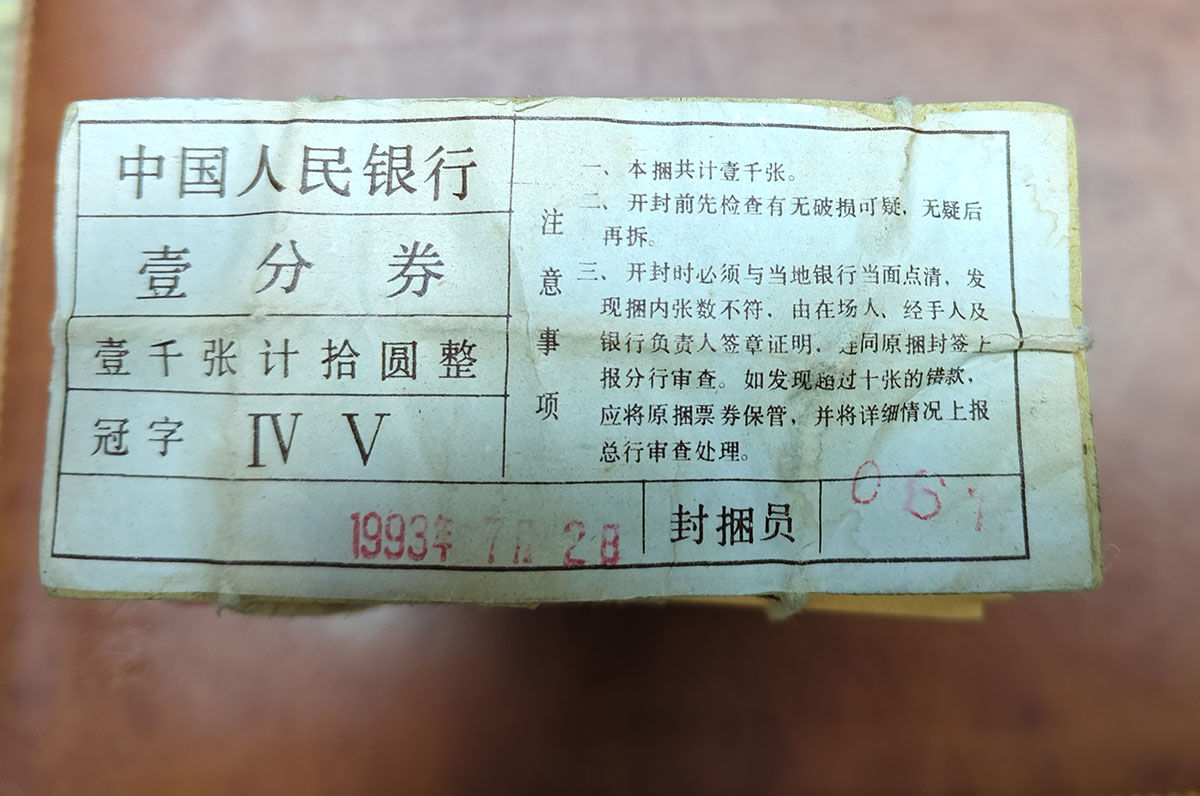 中国人民银行
壹分券
壹千张计拾圆整
冠字 IV V
注意事项
一、本捆共计壹千张。
二、开封前先检查有无破损可疑，无疑后
再拆。
三、开封时必须与当地银行当面点清，发
现捆内张数不符，由在场人、经手人及
银行负责人签章证明，连同原捆封签上
报分行审查。如发现超过十张的错款，
应将原捆票券保管，并将详细情况上报
总行审查处理。
1993年 7月 2日
封捆员